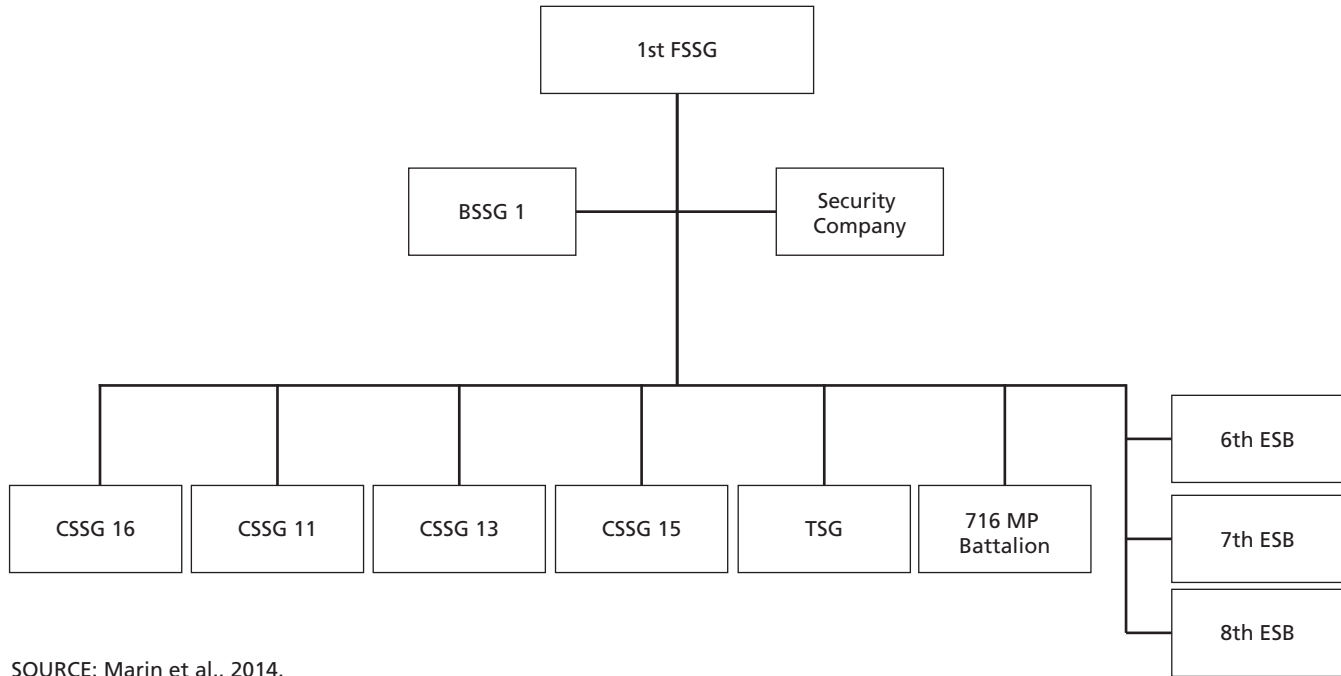 1st FSSG
BSSG 1
Security
Company
CSSG 16
CSSG 11
CSSG 13
CSSG 15
TSG
716 MP
Battalion
6th ESB
7th ESB
8th ESB
SOURCE: Marin et al., 2014.